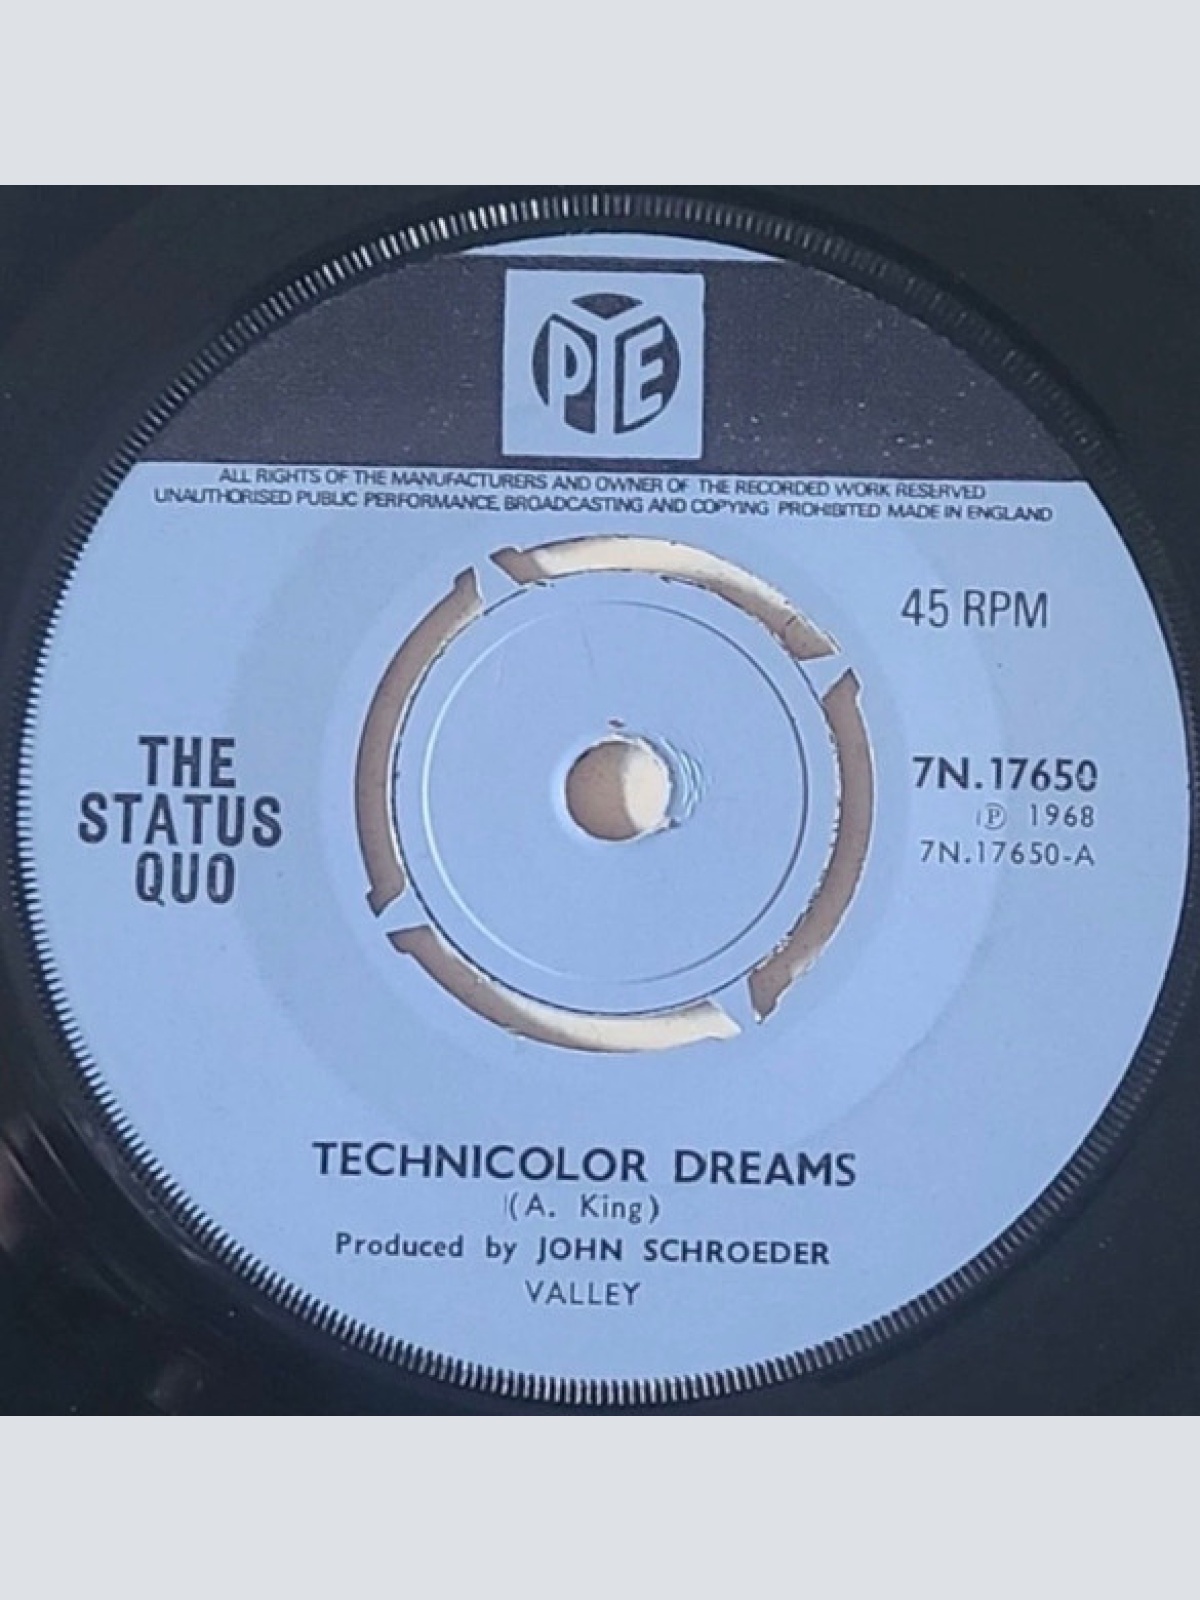 PYE
ALL RIGHTS OF THE MANUFACTURERS AND OWNER OF THE RECORDED WORK RESERVED
UNAUTHORISED PUBLIC PERFORMANCE, BROADCASTING AND COPYING PROHIBITED MADE IN ENGLAND
45 RPM
THE
STATUS
QUO
7N.17650
Ⓟ 1968
7N.17650-A
TECHNICOLOR DREAMS
(A. King)
Produced by JOHN SCHROEDER
VALLEY